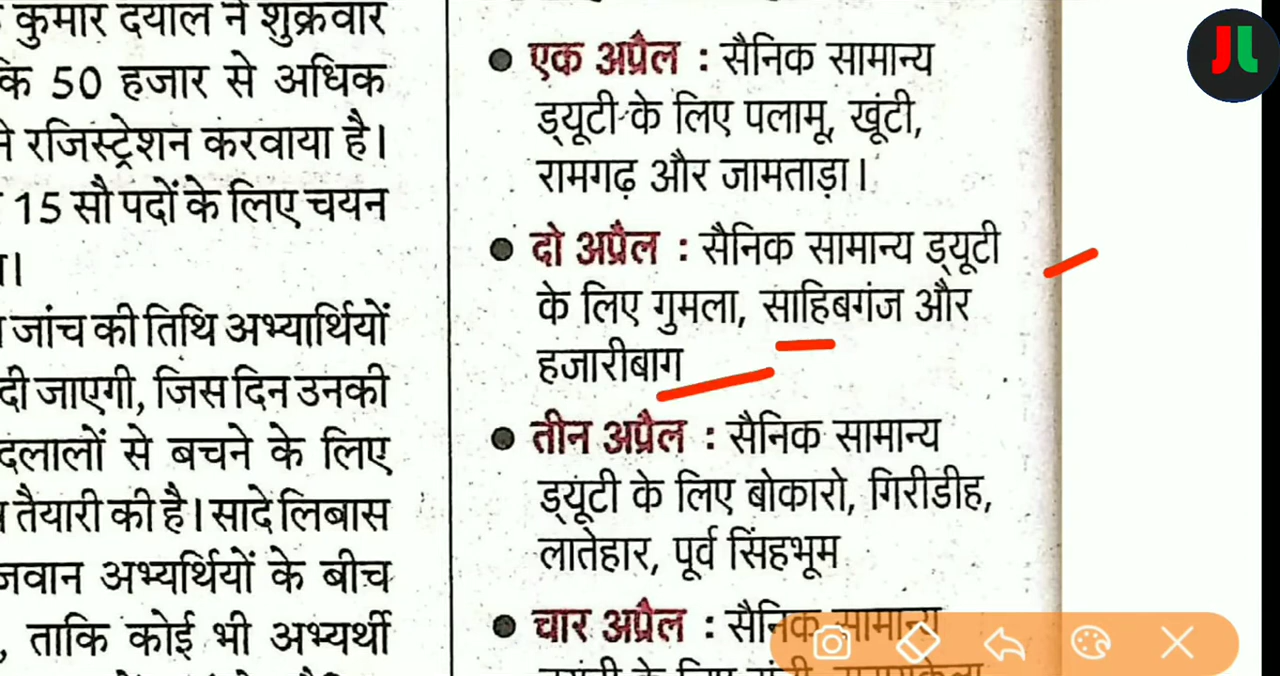 कुमार दयाल ने शुक्रवार
कि 50 हजार से अधिक
ने रजिस्ट्रेशन करवाया है।
15 सौ पदों के लिए चयन
जांच की तिथि अभ्यार्थियों
दी जाएगी, जिस दिन उनकी
दलालों से बचने के लिए
तैयारी की है। सादे लिबास
जवान अभ्यर्थियों के बीच
, ताकि कोई भी अभ्यर्थी
● एक अप्रैल : सैनिक सामान्य
ड्यूटी के लिए पलामू, खूंटी,
रामगढ़ और जामताड़ा।
● दो अप्रैल : सैनिक सामान्य ड्यूटी
के लिए गुमला, साहिबगंज और
हजारीबाग
● तीन अप्रैल : सैनिक सामान्य
ड्यूटी के लिए बोकारो, गिरीडीह,
लातेहार, पूर्व सिंहभूम
● चार अप्रैल : सैनिक सामान्य
JL